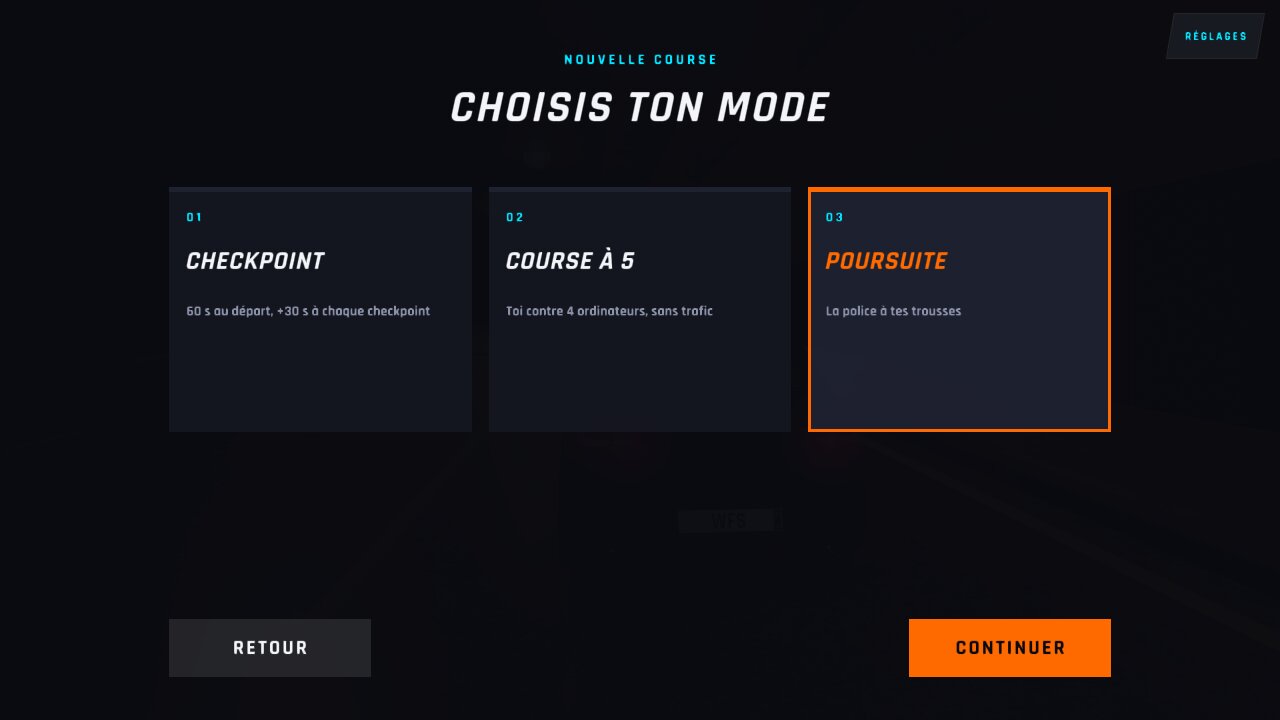 RÉGLAGES
NOUVELLE COURSE
CHOISIS TON MODE
01
CHECKPOINT
60 s au départ, +30 s à chaque checkpoint
02
COURSE À 5
Toi contre 4 ordinateurs, sans trafic
03
POURSUITE
La police à tes trousses
WFS
RETOUR
CONTINUER